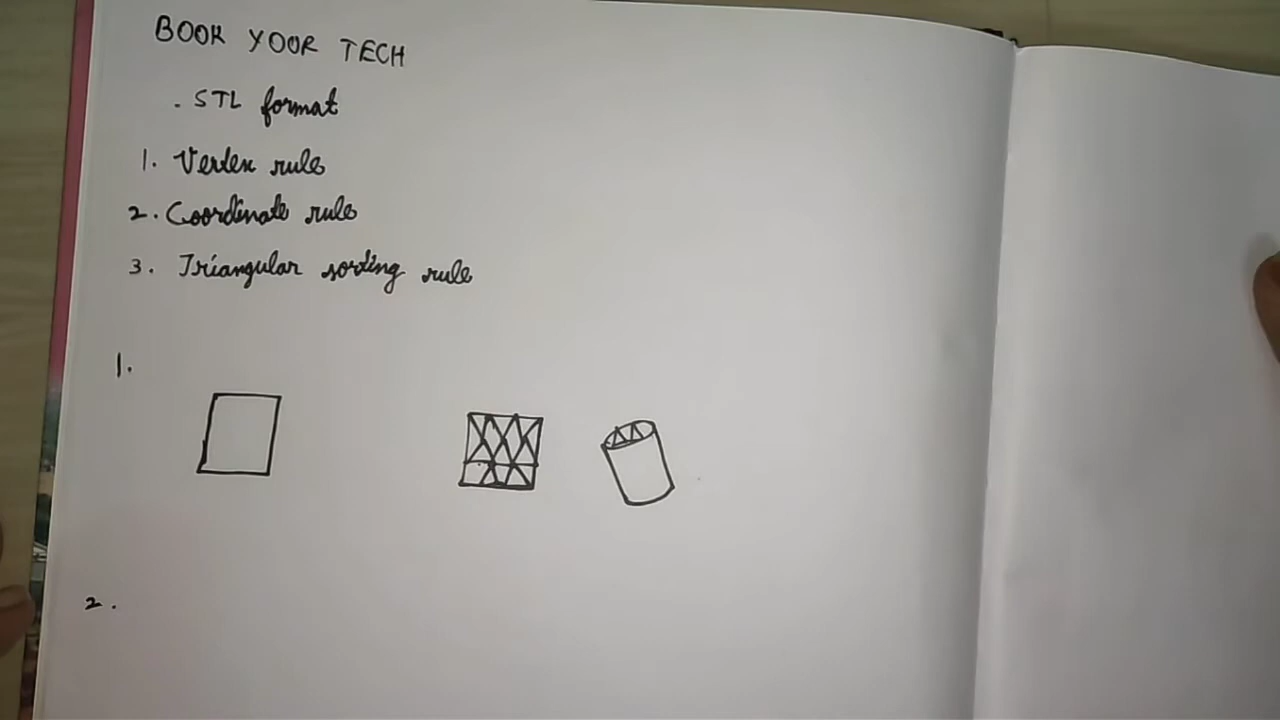 BOOK YOUR TECH
. STL format
1. Vertex rule
2. Coordinate rule
3. Triangular sorting rule
1.
2.